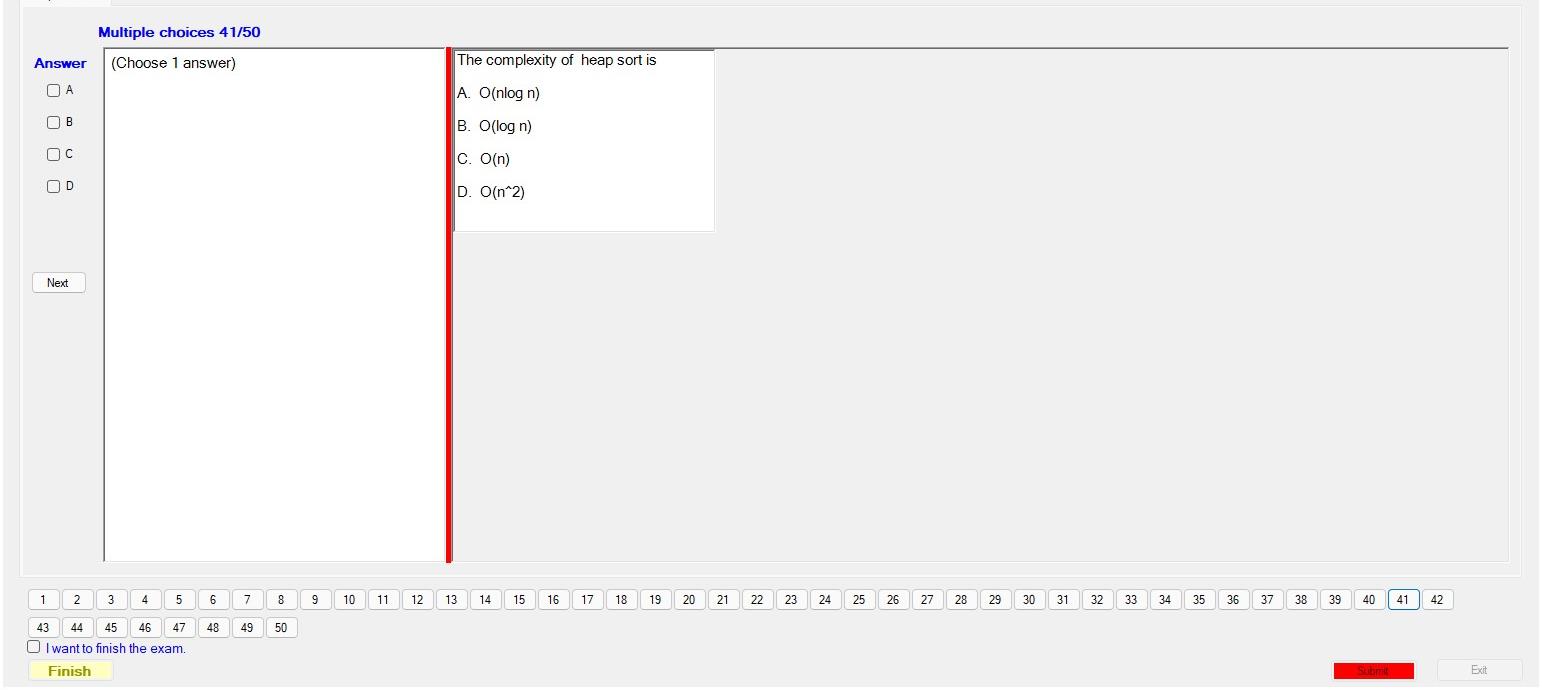 Multiple choices 41/50
Answer
A
B
C
D
Next
(Choose 1 answer)
The complexity of heap sort is
A. O(nlog n)
B. O(log n)
C. O(n)
D. O(n^2)
1 2 3 4 5 6 7 8 9 10 11 12 13 14 15 16 17 18 19 20 21 22 23 24 25 26 27 28 29 30 31 32 33 34 35 36 37 38 39 40 41 42
43 44 45 46 47 48 49 50
I want to finish the exam.
Finish
Submit
Exit